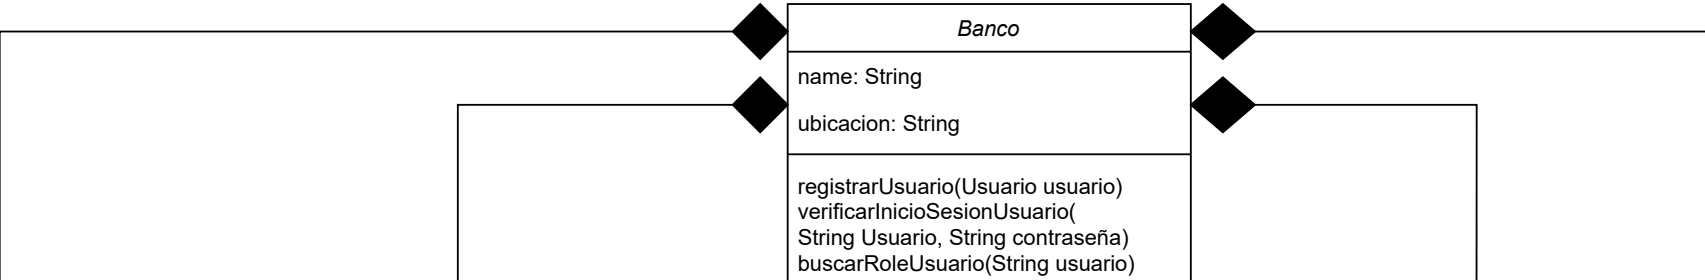 Banco
name: String
ubicacion: String
registrarUsuario(Usuario usuario)
verificarInicioSesionUsuario(
String Usuario, String contraseña)
buscarRoleUsuario(String usuario)